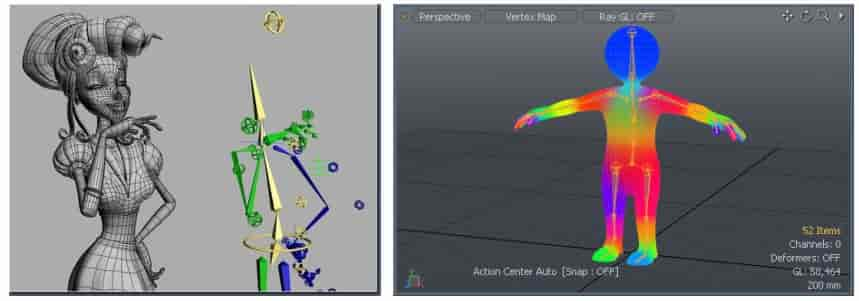 Perspective
Vertex Map
Ray GL: OFF
52 Items
Channels: 0
Deformers: OFF
GL: 38,464
200 mm
Action Center Auto [Snap : OFF]